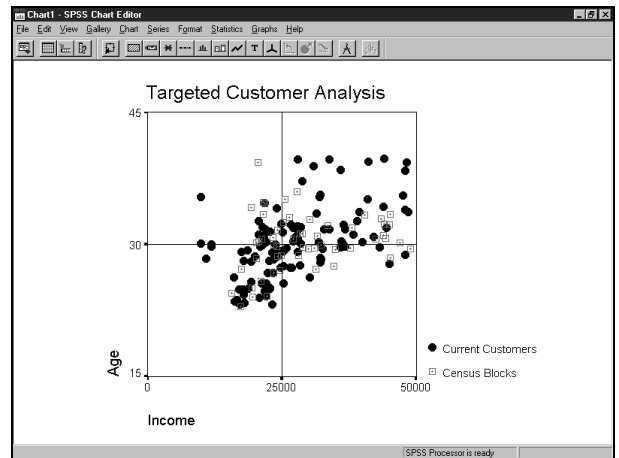 Chart1 - SPSS Chart Editor
File Edit View Gallery Chart Series Format Statistics Graphs Help
Targeted Customer Analysis
45
30
15
Age
0 25000 50000
Income
Current Customers
Census Blocks
SPSS Processor is ready